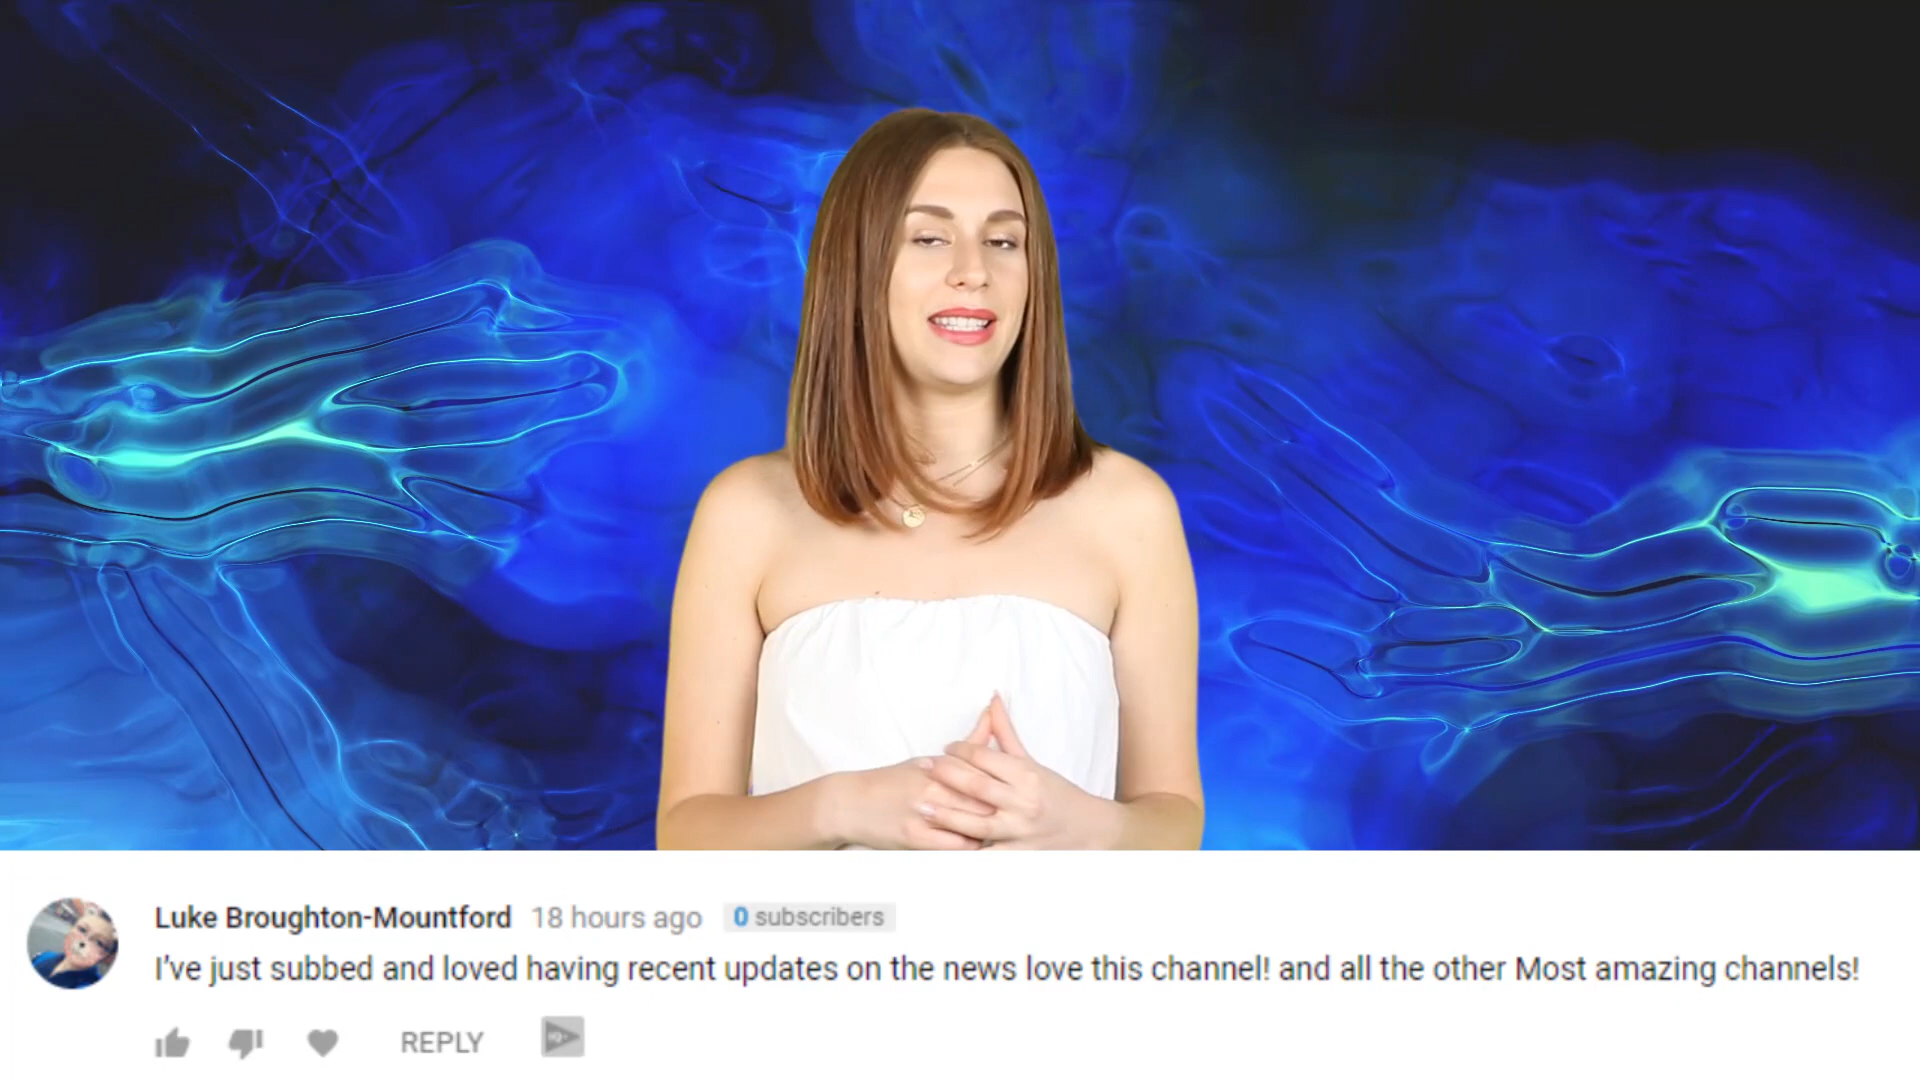 Luke Broughton-Mountford 18 hours ago 0 subscribers
I've just subbed and loved having recent updates on the news love this channel! and all the other Most amazing channels!
REPLY